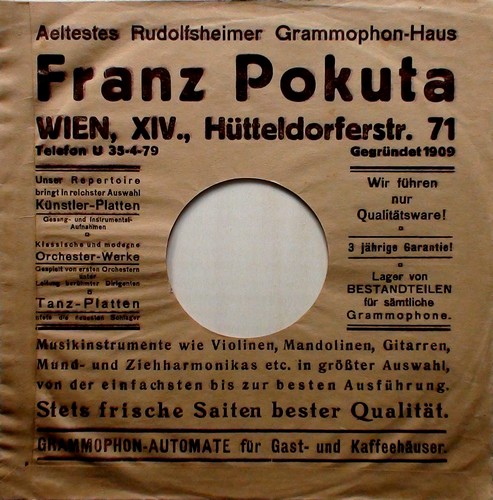 Aeltestes Rudolfsheimer Grammophon-Haus
Franz Pokuta
WIEN, XIV., Hütteldorferstr. 71
Telefon U 35-4-79 Gegründet 1909
Unser Repertoire
bringt in reichster Auswahl
Künstler-Platten
Gesang- und Instrumental-
Aufnahmen
Klassische und moderne
Orchester-Werke
Gespielt von ersten Orchestern
unter
Leitung berühmter Dirigenten
Tanz-Platten
stets die neuesten Schlager
Wir führen
nur
Qualitätsware!
3 jährige Garantie!
Lager von
BESTANDTEILEN
für sämtliche
Grammophone.
Musikinstrumente wie Violinen, Mandolinen, Gitarren,
Mund- und Ziehharmonikas etc. in größter Auswahl,
von der einfachsten bis zur besten Ausführung.
Stets frische Saiten bester Qualität.
GRAMMOPHON-AUTOMATE für Gast- und Kaffeehäuser.